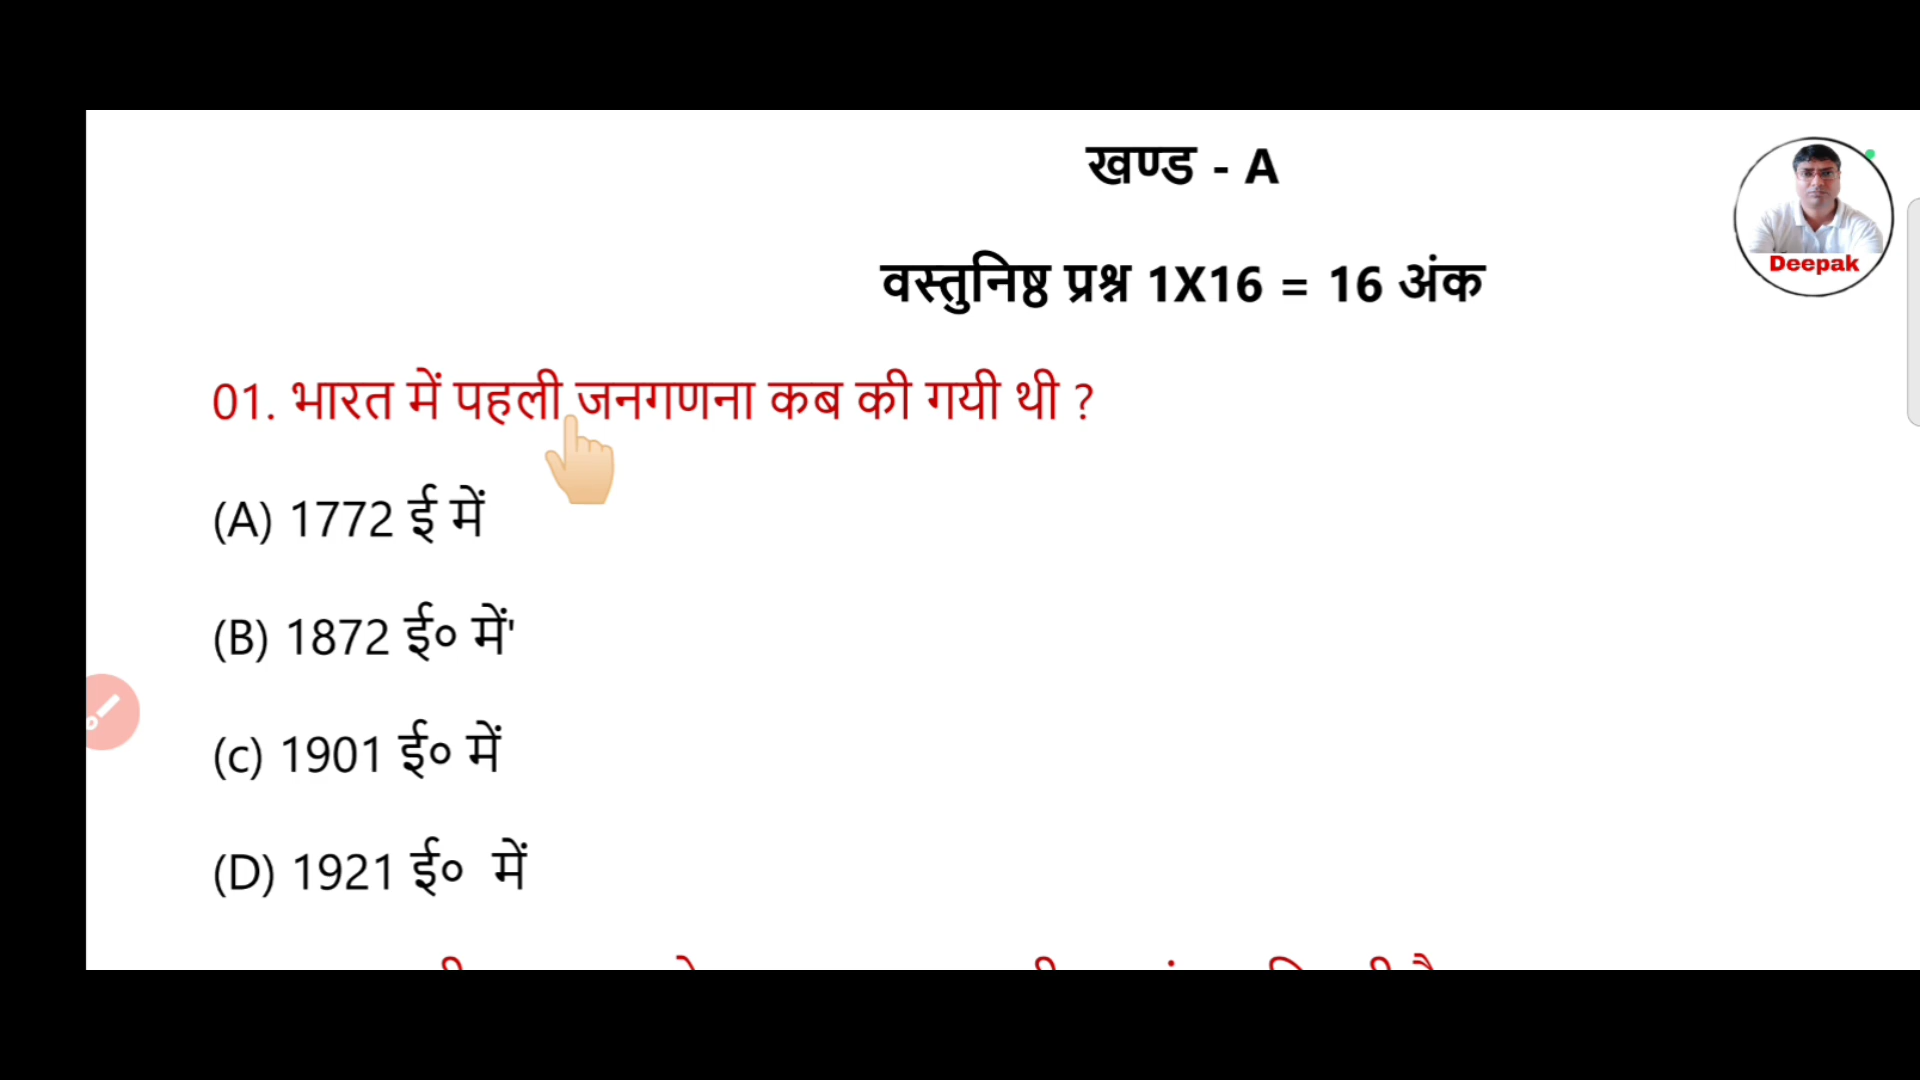 खण्ड - A
Deepak
वस्तुनिष्ठ प्रश्न 1X16 = 16 अंक
01. भारत में पहली जनगणना कब की गयी थी ?
(A) 1772 ई में
(B) 1872 ई० में'
(c) 1901 ई० में
(D) 1921 ई० में